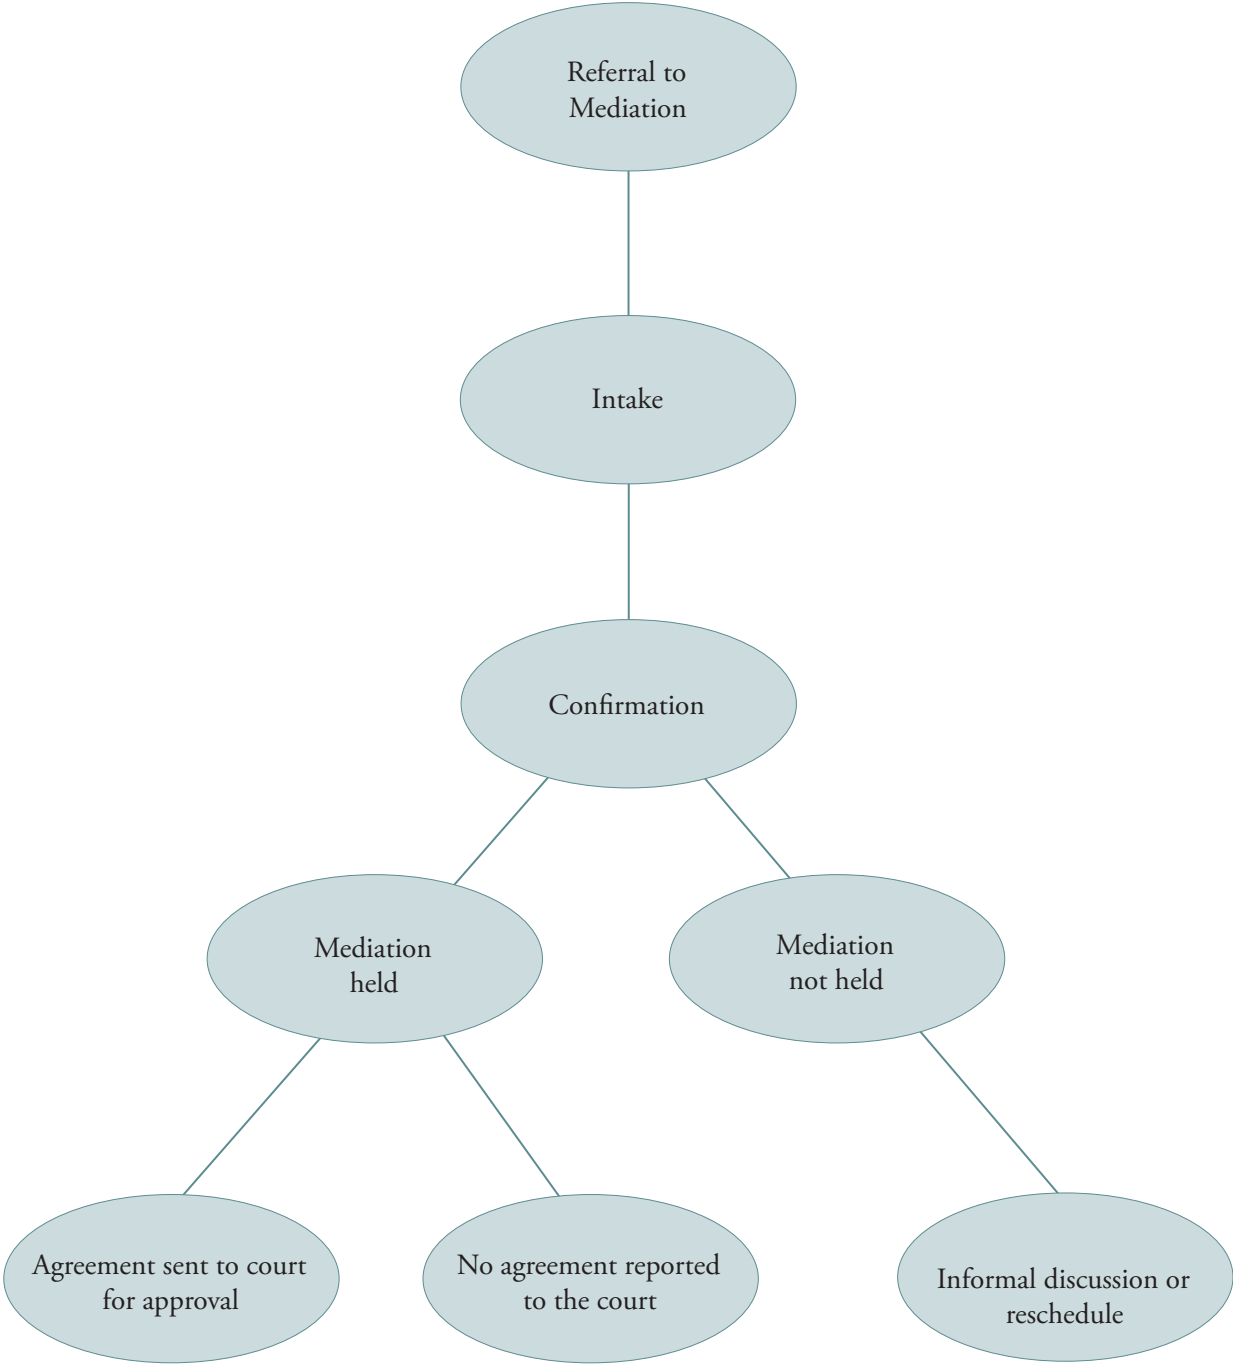 Referral to
Mediation
Intake
Confirmation
Mediation
held
Mediation
not held
Agreement sent to court
for approval
No agreement reported
to the court
Informal discussion or
reschedule